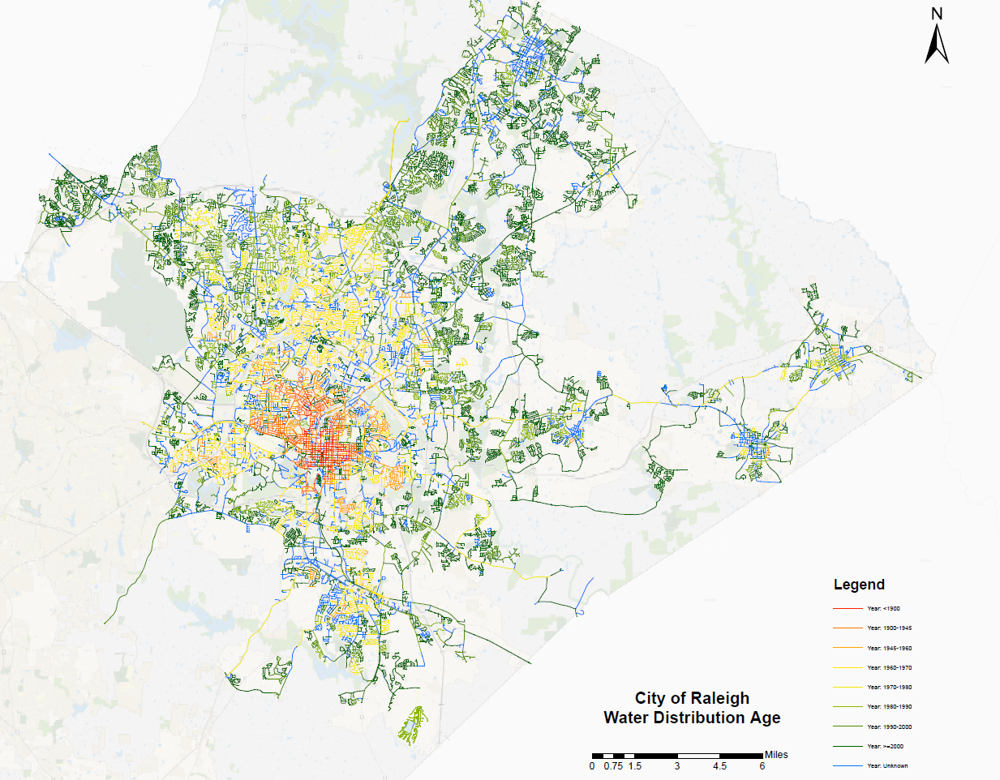 N
Legend
Year: <1900
Year: 1900-1945
Year: 1945-1960
Year: 1960-1970
Year: 1970-1980
Year: 1980-1990
Year: 1990-2000
Year: >=2000
Year: Unknown
City of Raleigh
Water Distribution Age
Miles
0 0.75 1.5 3 4.5 6